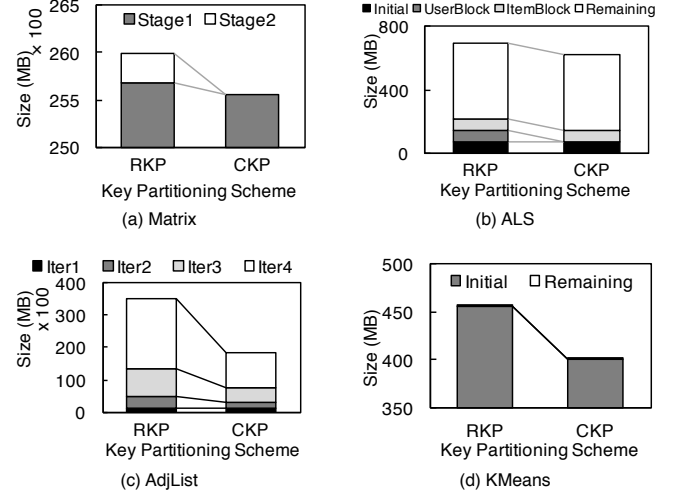 265
260
255
250
Size (MB)
x 100
Stage1 Stage2
RKP CKP
Key Partitioning Scheme
(a) Matrix
Initial UserBlock ItemBlock Remaining
800
400
0
Size (MB)
RKP CKP
Key Partitioning Scheme
(b) ALS
Iter1 Iter2 Iter3 Iter4
400
300
200
100
0
Size (MB)
x 100
RKP CKP
Key Partitioning Scheme
(c) AdjList
500
450
400
350
Size (MB)
Initial Remaining
RKP CKP
Key Partitioning Scheme
(d) KMeans